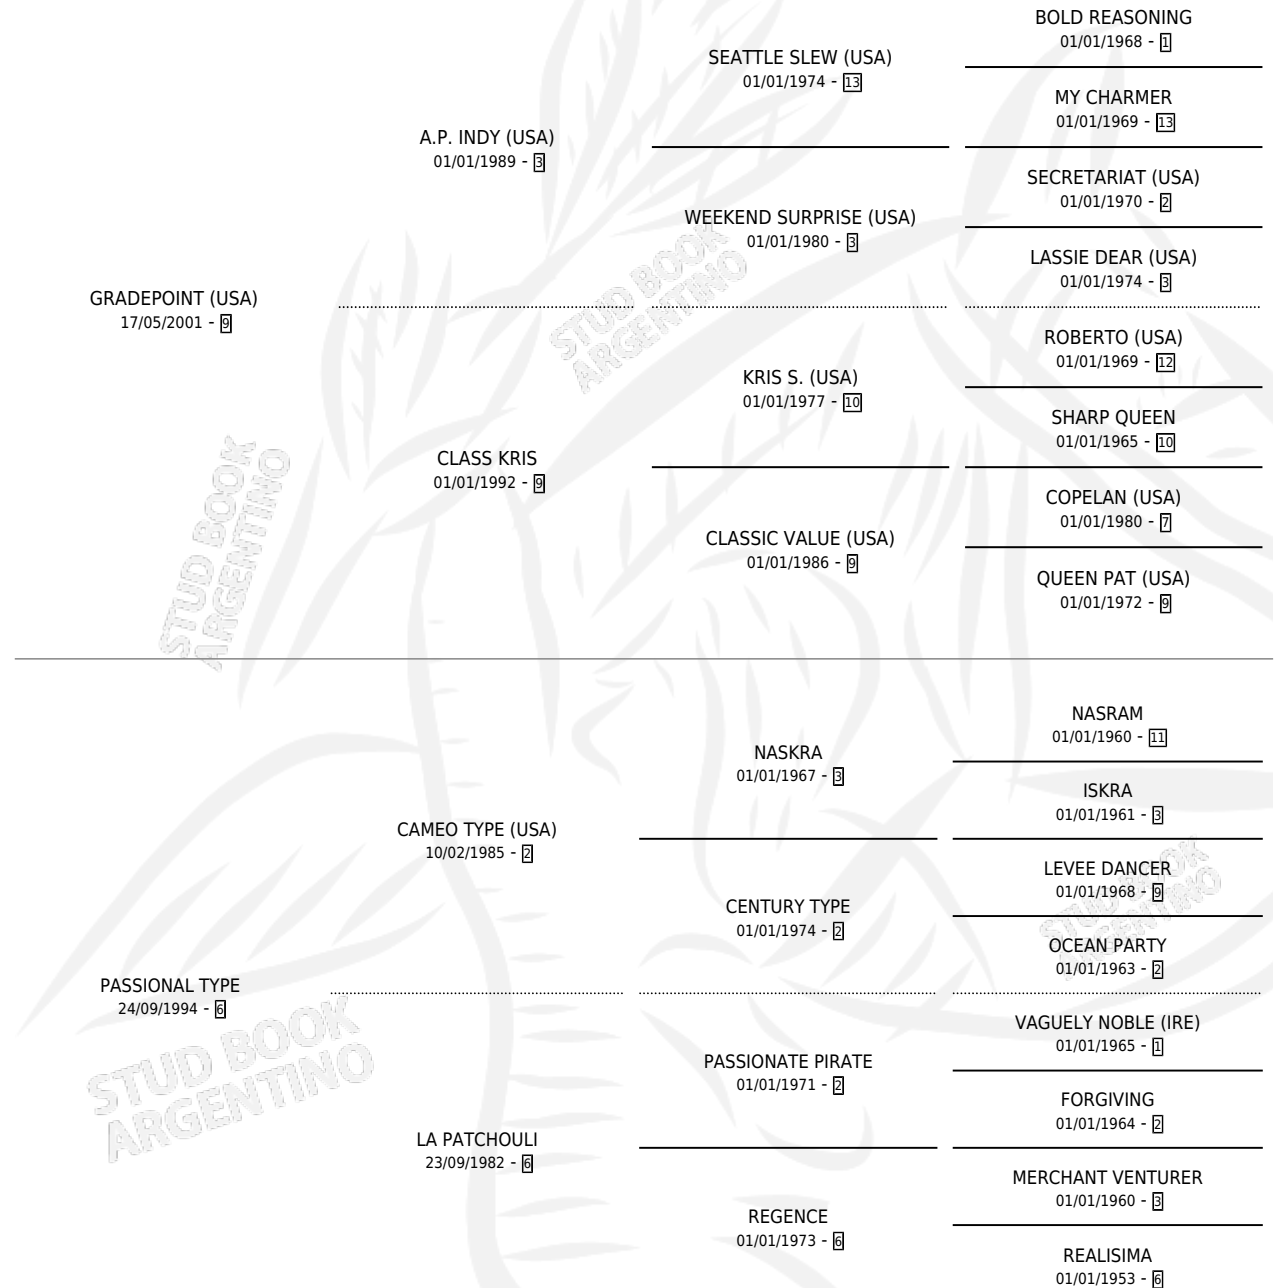 BOLD REASONING
01/01/1968 - 1
SEATTLE SLEW (USA)
01/01/1974 - 13
MY CHARMER
01/01/1969 - 13
A.P. INDY (USA)
01/01/1989 - 3
SECRETARIAT (USA)
01/01/1970 - 2
WEEKEND SURPRISE (USA)
01/01/1980 - 3
LASSIE DEAR (USA)
01/01/1974 - 3
GRADEPOINT (USA)
17/05/2001 - 9
STUD BOOK
ARGENTINO
ROBERTO (USA)
01/01/1969 - 12
KRIS S. (USA)
01/01/1977 - 10
SHARP QUEEN
01/01/1965 - 10
CLASS KRIS
01/01/1992 - 9
COPELAN (USA)
01/01/1980 - 7
CLASSIC VALUE (USA)
01/01/1986 - 9
QUEEN PAT (USA)
01/01/1972 - 9
STUD BOOK
ARGENTINO
NASRAM
01/01/1960 - 11
NASKRA
01/01/1967 - 3
ISKRA
01/01/1961 - 3
CAMEO TYPE (USA)
10/02/1985 - 2
LEVEE DANCER
01/01/1968 - 9
CENTURY TYPE
01/01/1974 - 2
STUD BOOK
ARGENTINO
OCEAN PARTY
01/01/1963 - 2
PASSIONAL TYPE
24/09/1994 - 6
VAGUELY NOBLE (IRE)
01/01/1965 - 1
PASSIONATE PIRATE
01/01/1971 - 2
STUD BOOK
ARGENTINO
FORGIVING
01/01/1964 - 2
LA PATCHOULI
23/09/1982 - 6
MERCHANT VENTURER
01/01/1960 - 3
REGENCE
01/01/1973 - 6
REALISIMA
01/01/1953 - 6